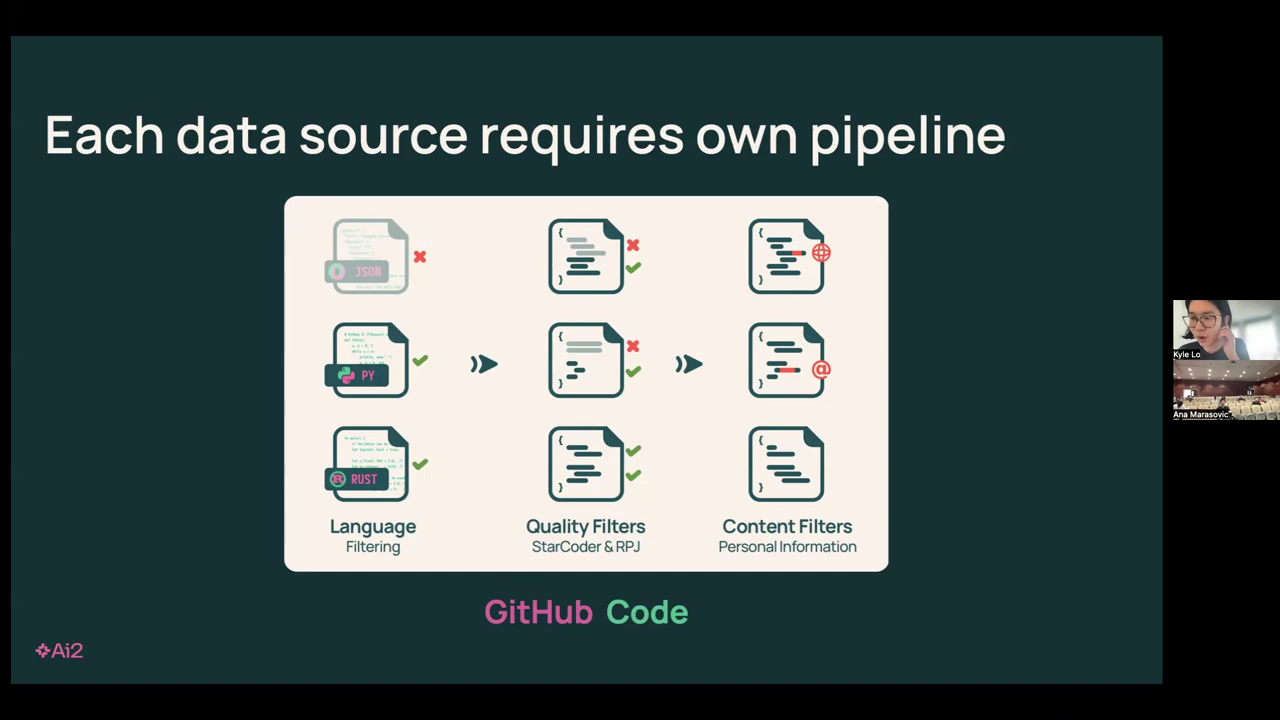 Each data source requires own pipeline
JSON
PY
RUST
Language
Filtering
Quality Filters
StarCoder & RPJ
Content Filters
Personal Information
GitHub Code
Ai2
Kyle Lo
Ana Marasovic